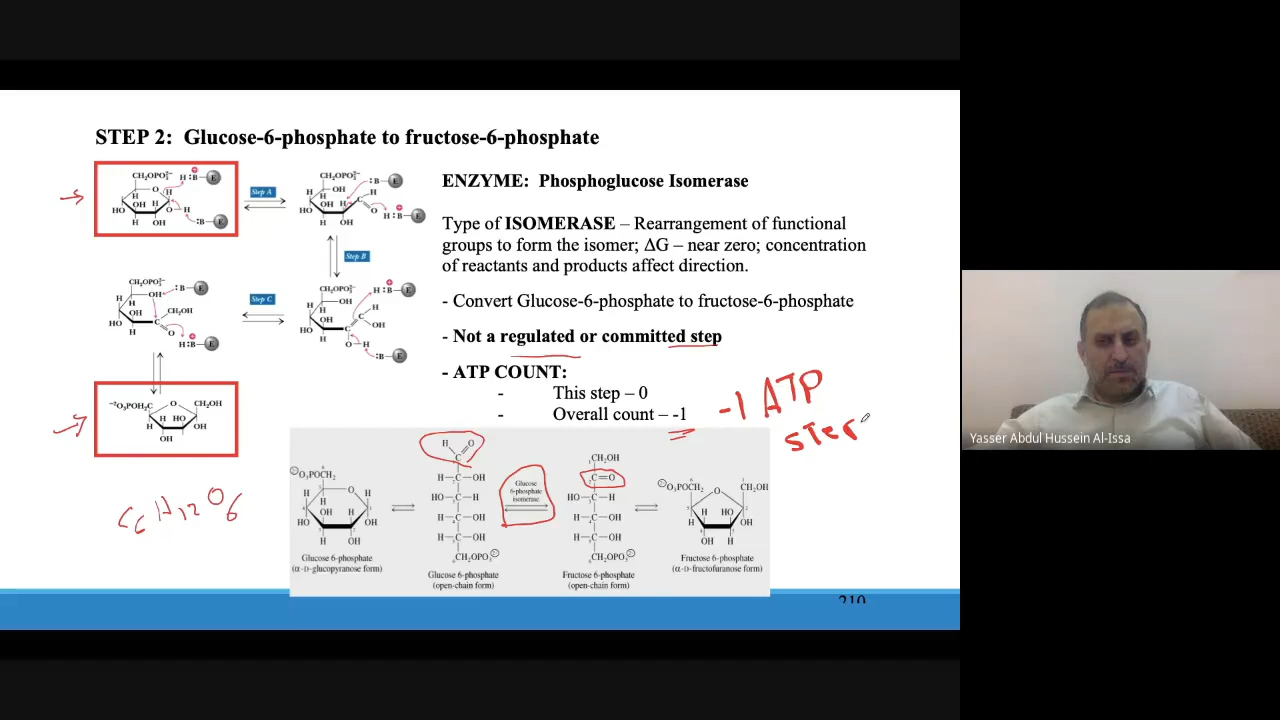 STEP 2: Glucose-6-phosphate to fructose-6-phosphate
ENZYME: Phosphoglucose Isomerase
Type of ISOMERASE – Rearrangement of functional
groups to form the isomer; ΔG – near zero; concentration
of reactants and products affect direction.
- Convert Glucose-6-phosphate to fructose-6-phosphate
- Not a regulated or committed step
- ATP COUNT:
- This step – 0
- Overall count – -1
-1 ATP
ster
Step A
Step B
Step C
C6H12O6
Glucose
6-phosphate
isomerase
Glucose 6-phosphate
(α-D-glucopyranose form)
Glucose 6-phosphate
(open-chain form)
Fructose 6-phosphate
(open-chain form)
Fructose 6-phosphate
(α-D-fructofuranose form)
210
Yasser Abdul Hussein Al-Issa